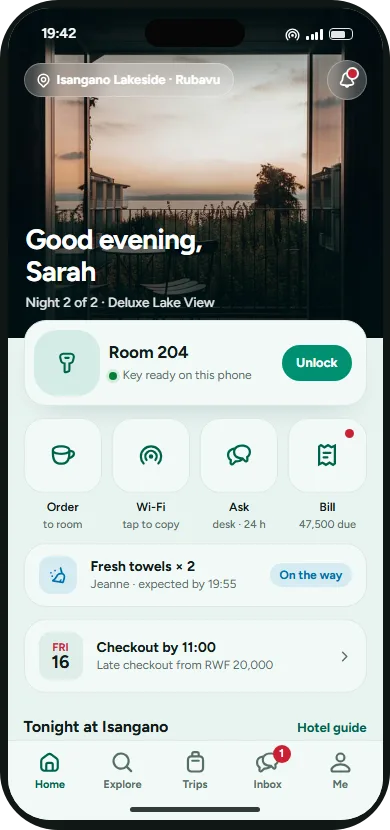 19:42
Isangano Lakeside · Rubavu
Good evening,
Sarah
Night 2 of 2 · Deluxe Lake View
Room 204
Key ready on this phone
Unlock
Order
to room
Wi-Fi
tap to copy
Ask
desk · 24 h
Bill
47,500 due
Fresh towels × 2
Jeanne · expected by 19:55
On the way
FRI
16
Checkout by 11:00
Late checkout from RWF 20,000
Tonight at Isangano
Hotel guide
Home
Explore
Trips
1
Inbox
Me